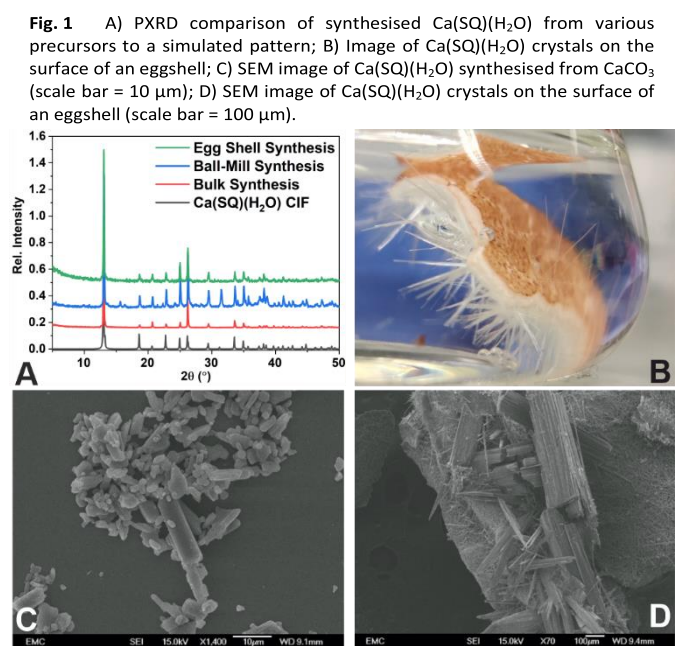 Fig. 1 A) PXRD comparison of synthesised Ca(SQ)(H₂O) from various
precursors to a simulated pattern; B) Image of Ca(SQ)(H₂O) crystals on the
surface of an eggshell; C) SEM image of Ca(SQ)(H₂O) synthesised from CaCO₃
(scale bar = 10 μm); D) SEM image of Ca(SQ)(H₂O) crystals on the surface of
an eggshell (scale bar = 100 μm).
Rel. Intensity
1.6
1.4
1.2
1.0
0.8
0.6
0.4
0.2
0.0
Egg Shell Synthesis
Ball-Mill Synthesis
Bulk Synthesis
Ca(SQ)(H₂O) CIF
10 20 30 40 50
2θ (°)
A
B
C
EMC SEI 15.0kV X1,400 10μm WD 9.1mm
D
EMC SEI 15.0kV X70 100μm WD 9.4mm